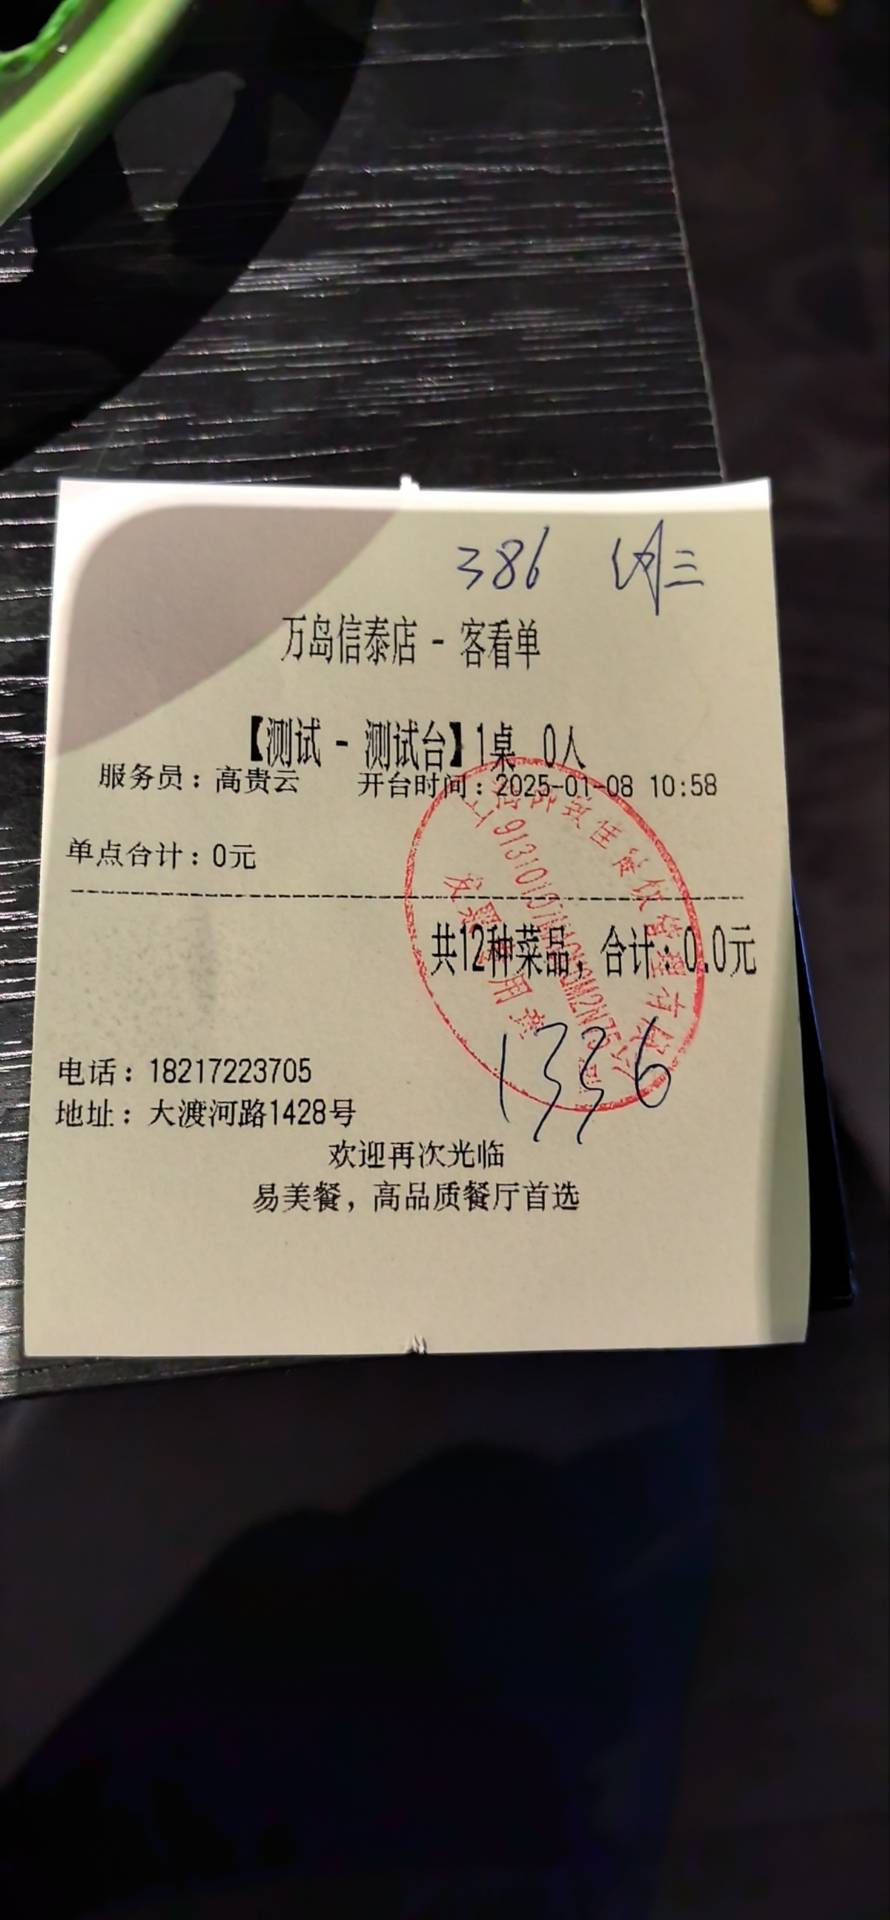 386
万岛信泰店 - 客看单
【测试 - 测试台】1桌 0人
服务员：高贵云 开台时间：2025-01-08 10:58
单点合计：0元
共12种菜品，合计：0.0元
1336
电话：18217223705
地址：大渡河路1428号
欢迎再次光临
易美餐，高品质餐厅首选